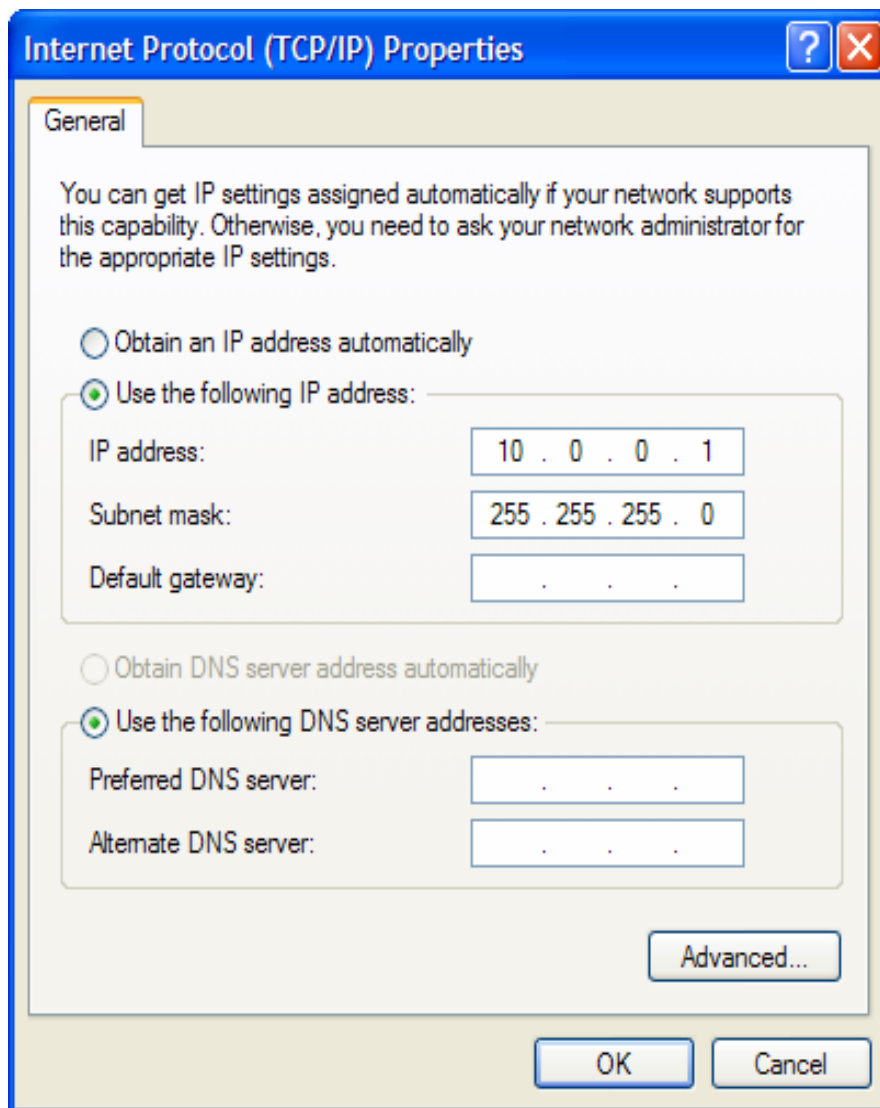 Internet Protocol (TCP/IP) Properties
?
General
You can get IP settings assigned automatically if your network supports
this capability. Otherwise, you need to ask your network administrator for
the appropriate IP settings.
Obtain an IP address automatically
Use the following IP address:
IP address: 10 . 0 . 0 . 1
Subnet mask: 255 . 255 . 255 . 0
Default gateway: . . .
Obtain DNS server address automatically
Use the following DNS server addresses:
Preferred DNS server: . . .
Alternate DNS server: . . .
Advanced...
OK Cancel